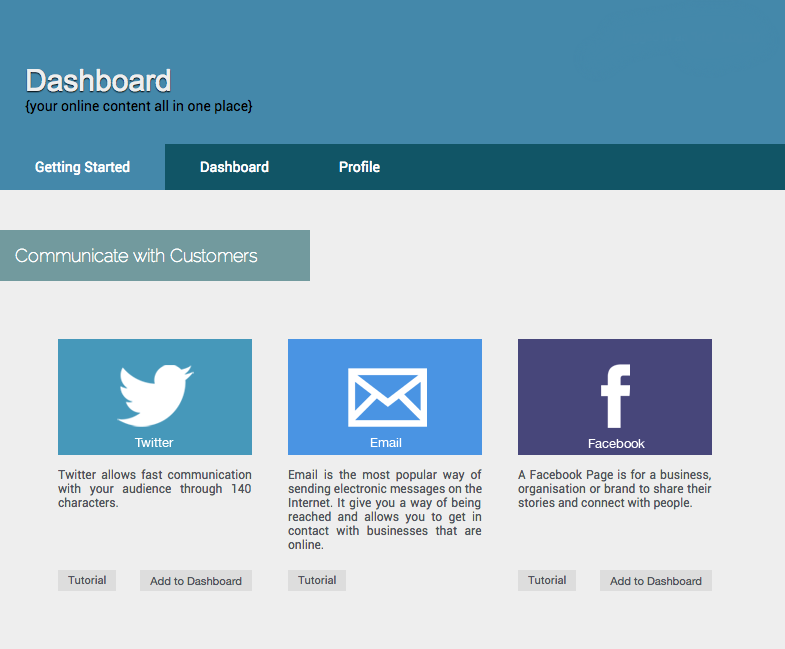 Dashboard
{your online content all in one place}
Getting Started Dashboard Profile
Communicate with Customers
Twitter
Twitter allows fast communication
with your audience through 140
characters.
Tutorial Add to Dashboard
Email
Email is the most popular way of
sending electronic messages on the
Internet. It give you a way of being
reached and allows you to get in
contact with businesses that are
online.
Tutorial
Facebook
A Facebook Page is for a business,
organisation or brand to share their
stories and connect with people.
Tutorial Add to Dashboard